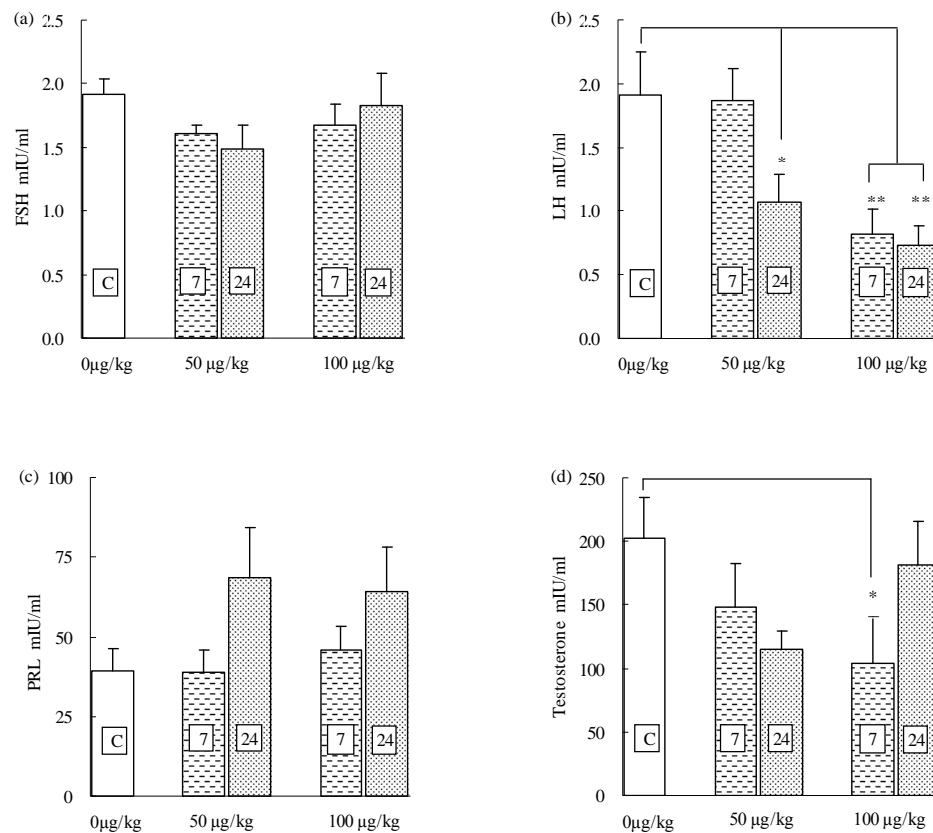 (a)
2.5
2.0
1.5
1.0
0.5
0.0
FSH mIU/ml
C
7
24
7
24
0μg/kg
50 μg/kg
100 μg/kg
(b)
2.5
2.0
1.5
1.0
0.5
0.0
LH mIU/ml
*
**
**
C
7
24
7
24
0μg/kg
50 μg/kg
100 μg/kg
(c)
100
75
50
25
0
PRL mIU/ml
C
7
24
7
24
0μg/kg
50 μg/kg
100 μg/kg
(d)
250
200
150
100
50
0
Testosterone mIU/ml
*
C
7
24
7
24
0μg/kg
50 μg/kg
100 μg/kg